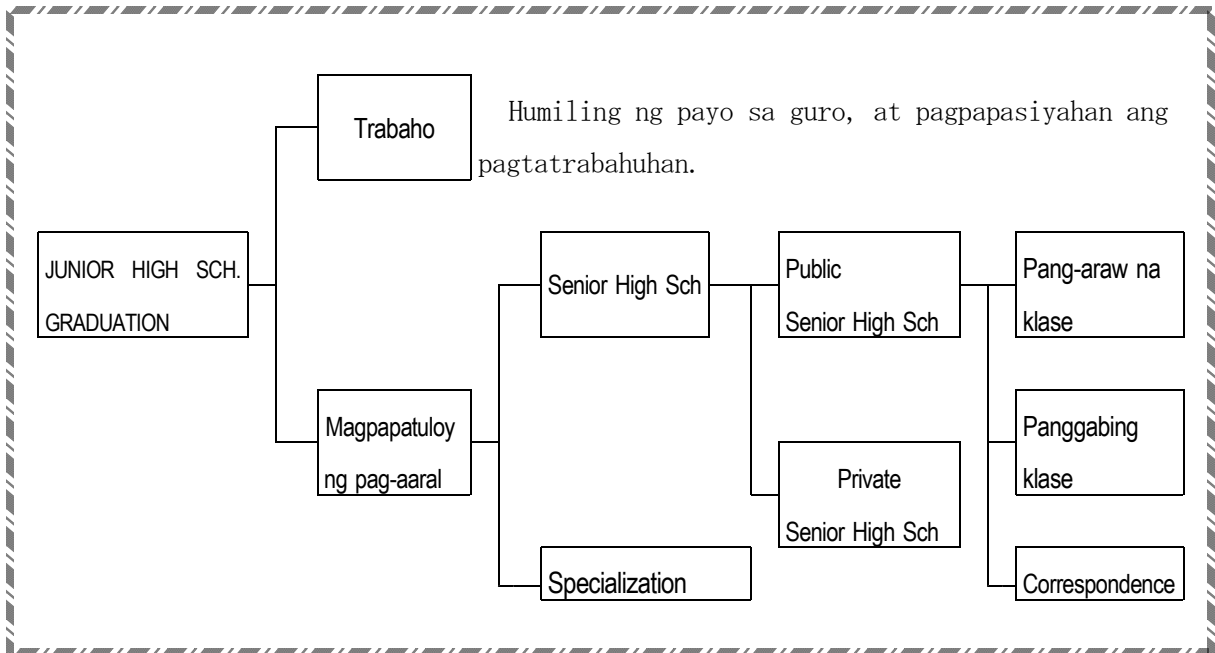 Trabaho
Humiling ng payo sa guro, at pagpapasiyahan ang
pagtatrabahuhan.
JUNIOR HIGH SCH.
GRADUATION
Senior High Sch
Public
Senior High Sch
Pang-araw na
klase
Magpapatuloy
ng pag-aaral
Private
Senior High Sch
Panggabing
klase
Specialization
Correspondence